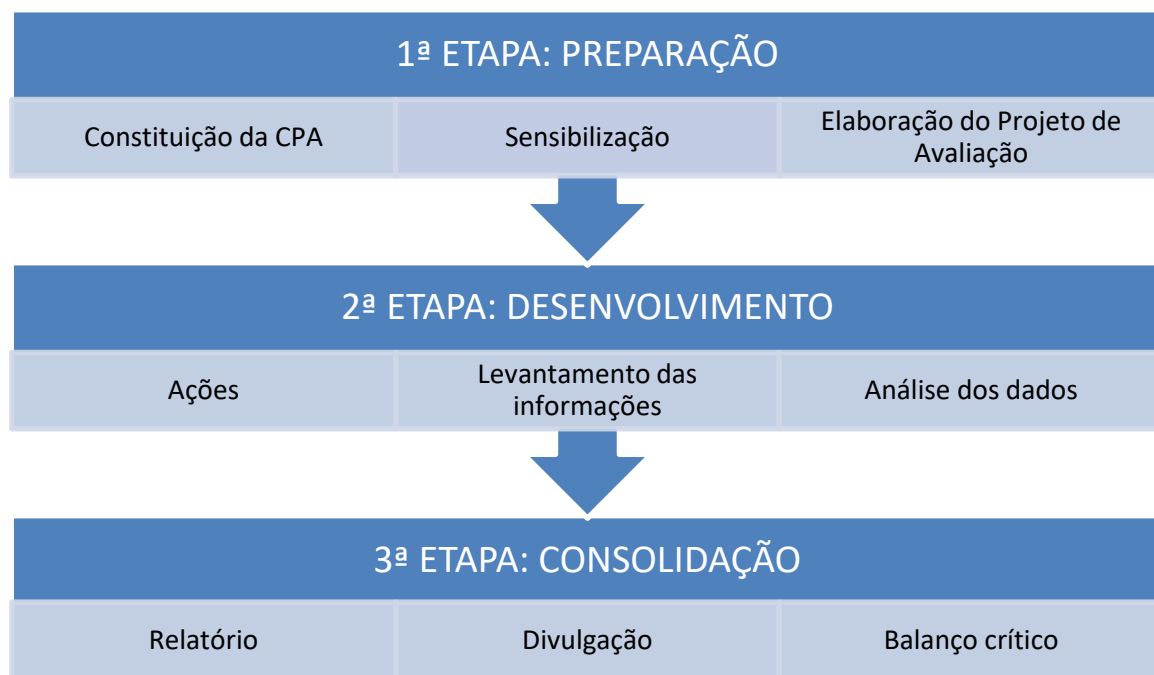 1ª ETAPA: PREPARAÇÃO
Constituição da CPA
Sensibilização
Elaboração do Projeto de
Avaliação
2ª ETAPA: DESENVOLVIMENTO
Ações
Levantamento das
informações
Análise dos dados
3ª ETAPA: CONSOLIDAÇÃO
Relatório
Divulgação
Balanço crítico